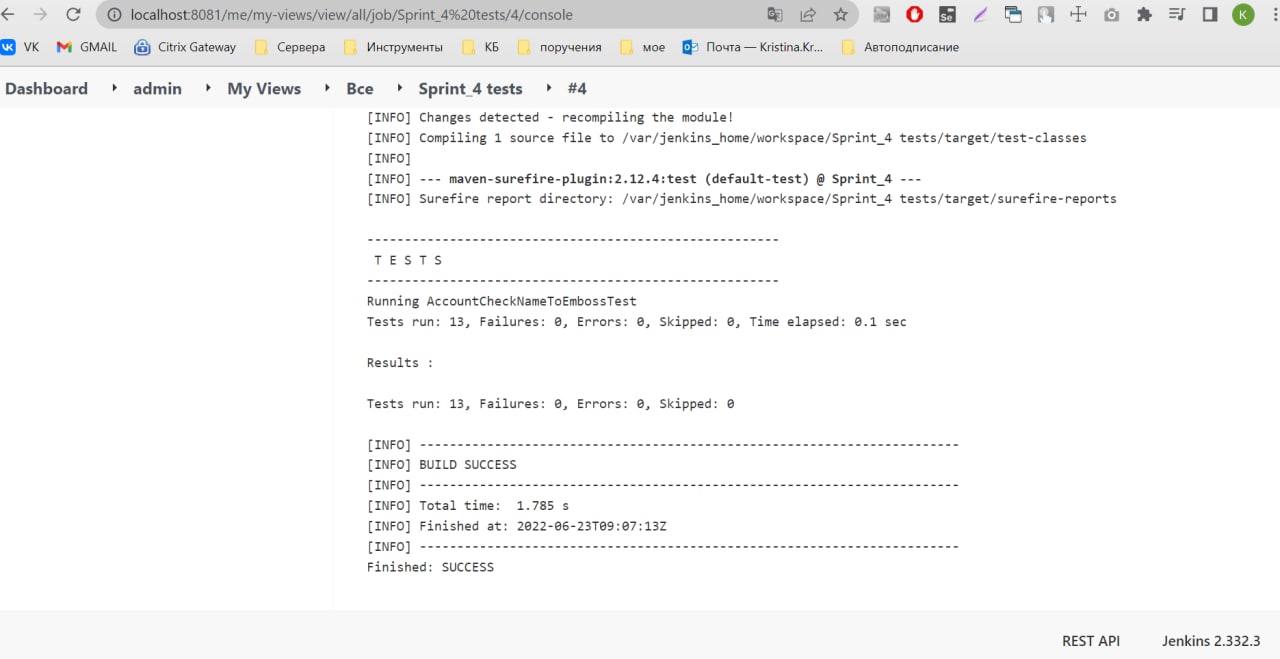 localhost:8081/me/my-views/view/all/job/Sprint_4%20tests/4/console
K
VK GMAIL Citrix Gateway Сервера Инструменты КБ поручения мое Почта — Kristina.Kr... Автоподписание
Dashboard admin My Views Все Sprint_4 tests #4
[INFO] Changes detected - recompiling the module!
[INFO] Compiling 1 source file to /var/jenkins_home/workspace/Sprint_4 tests/target/test-classes
[INFO]
[INFO] --- maven-surefire-plugin:2.12.4:test (default-test) @ Sprint_4 ---
[INFO] Surefire report directory: /var/jenkins_home/workspace/Sprint_4 tests/target/surefire-reports
-------------------------------------------------------
T E S T S
-------------------------------------------------------
Running AccountCheckNameToEmbossTest
Tests run: 13, Failures: 0, Errors: 0, Skipped: 0, Time elapsed: 0.1 sec
Results :
Tests run: 13, Failures: 0, Errors: 0, Skipped: 0
[INFO] ------------------------------------------------------------------------
[INFO] BUILD SUCCESS
[INFO] ------------------------------------------------------------------------
[INFO] Total time:  1.785 s
[INFO] Finished at: 2022-06-23T09:07:13Z
[INFO] ------------------------------------------------------------------------
Finished: SUCCESS
REST API Jenkins 2.332.3